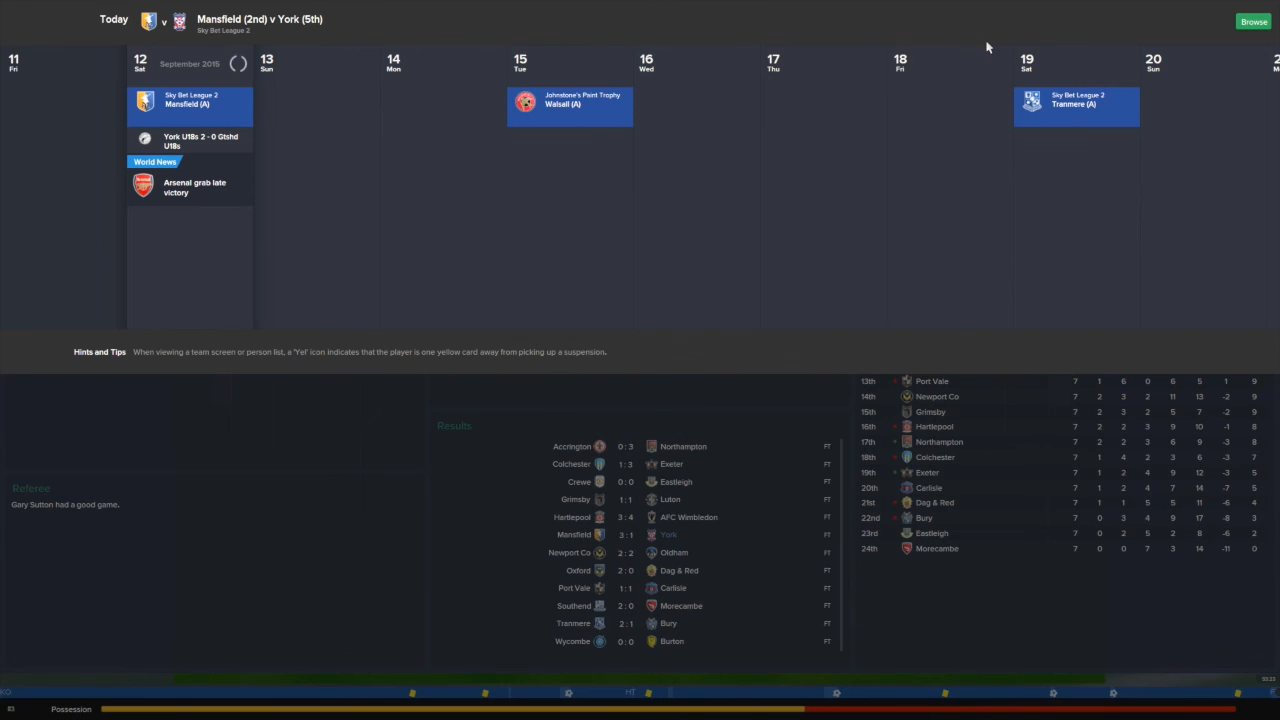 Today v Mansfield (2nd) v York (5th) Browse
Sky Bet League 2
11 12 September 2015 13 14 15 16 17 18 19 20 2
Fri Sat Sun Mon Tue Wed Thu Fri Sat Sun M
Sky Bet League 2 Johnstone's Paint Trophy Sky Bet League 2
Mansfield (A) Walsall (A) Tranmere (A)
York U18s 2 - 0 Gtshd
U18s
World News
Arsenal grab late
victory
Hints and Tips When viewing a team screen or person list, a 'Yel' icon indicates that the player is one yellow card away from picking up a suspension.
13th Port Vale 7 1 6 0 6 5 1 9
14th Newport Co 7 2 3 2 11 13 -2 9
15th Grimsby 7 2 3 2 5 7 -2 9
16th Hartlepool 7 2 2 3 9 10 -1 8
17th Northampton 7 2 2 3 6 9 -3 8
18th Colchester 7 1 4 2 3 6 -3 7
19th Exeter 7 1 2 4 9 12 -3 5
20th Carlisle 7 1 2 4 7 14 -7 5
21st Dag & Red 7 1 1 5 5 11 -6 4
22nd Bury 7 0 3 4 9 17 -8 3
23rd Eastleigh 7 0 2 5 2 8 -6 2
24th Morecambe 7 0 0 7 3 14 -11 0
Results
Accrington 0 : 3 Northampton FT
Colchester 1 : 3 Exeter FT
Crewe 0 : 0 Eastleigh FT
Grimsby 1 : 1 Luton FT
Hartlepool 3 : 4 AFC Wimbledon FT
Mansfield 3 : 1 York FT
Newport Co 2 : 2 Oldham FT
Oxford 2 : 0 Dag & Red FT
Port Vale 1 : 1 Carlisle FT
Southend 2 : 0 Morecambe FT
Tranmere 2 : 1 Bury FT
Wycombe 0 : 0 Burton FT
Referee
Gary Sutton had a good game.
KO HT
Possession